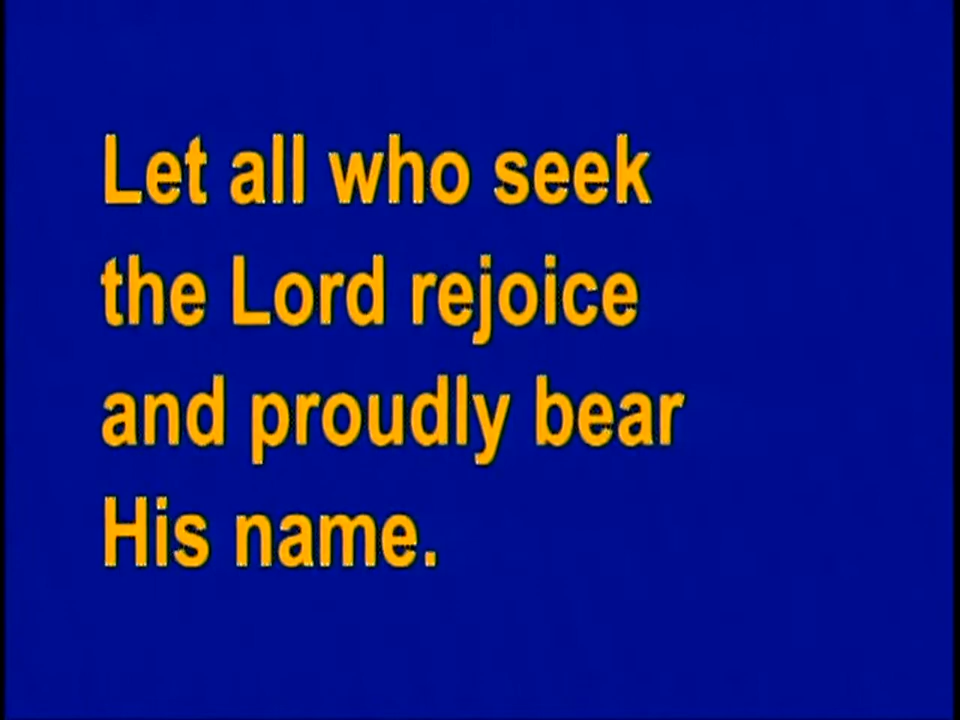 Let all who seek
the Lord rejoice
and proudly bear
His name.